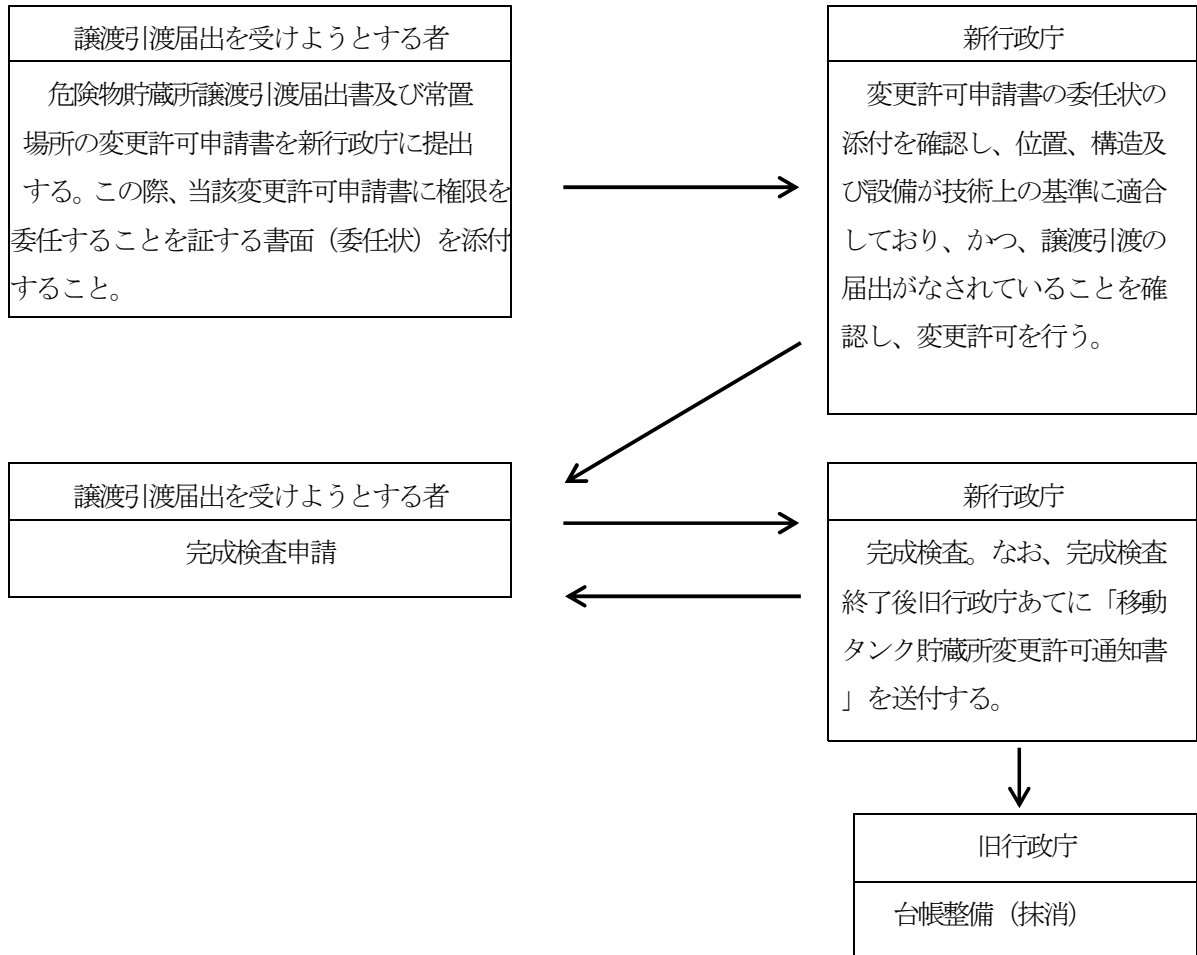 譲渡引渡届出を受けようとする者
危険物貯蔵所譲渡引渡届出書及び常置
場所の変更許可申請書を新行政庁に提出
する。この際、当該変更許可申請書に権限を
委任することを証する書面（委任状）を添付
すること。
新行政庁
変更許可申請書の委任状の
添付を確認し、位置、構造及
び設備が技術上の基準に適合
しており、かつ、譲渡引渡の
届出がなされていることを確
認し、変更許可を行う。
譲渡引渡届出を受けようとする者
完成検査申請
新行政庁
完成検査。なお、完成検査
終了後旧行政庁あてに「移動
タンク貯蔵所変更許可通知書
」を送付する。
旧行政庁
台帳整備（抹消）